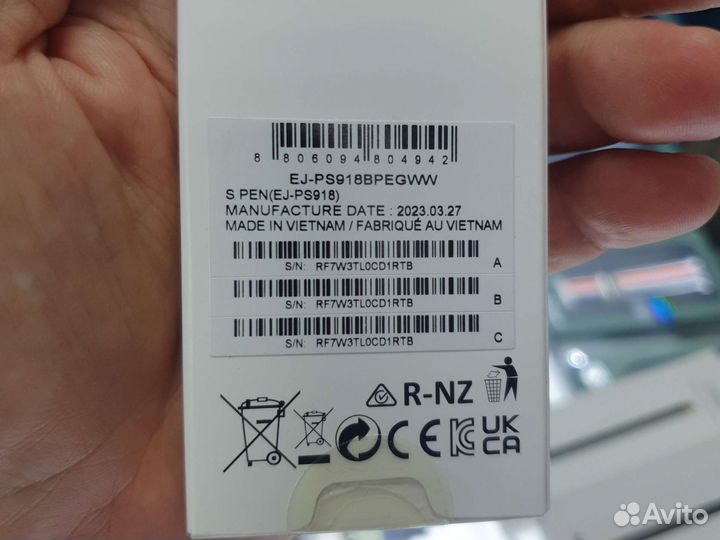 8 806094 804942
EJ-PS918BPEGWW
S PEN(EJ-PS918)
MANUFACTURE DATE : 2023.03.27
MADE IN VIETNAM / FABRIQUÉ AU VIETNAM
A
S/N: RF7W3TL0CD1RTB
B
S/N: RF7W3TL0CD1RTB
C
S/N: RF7W3TL0CD1RTB
R-NZ
CE UK
CA
Avito